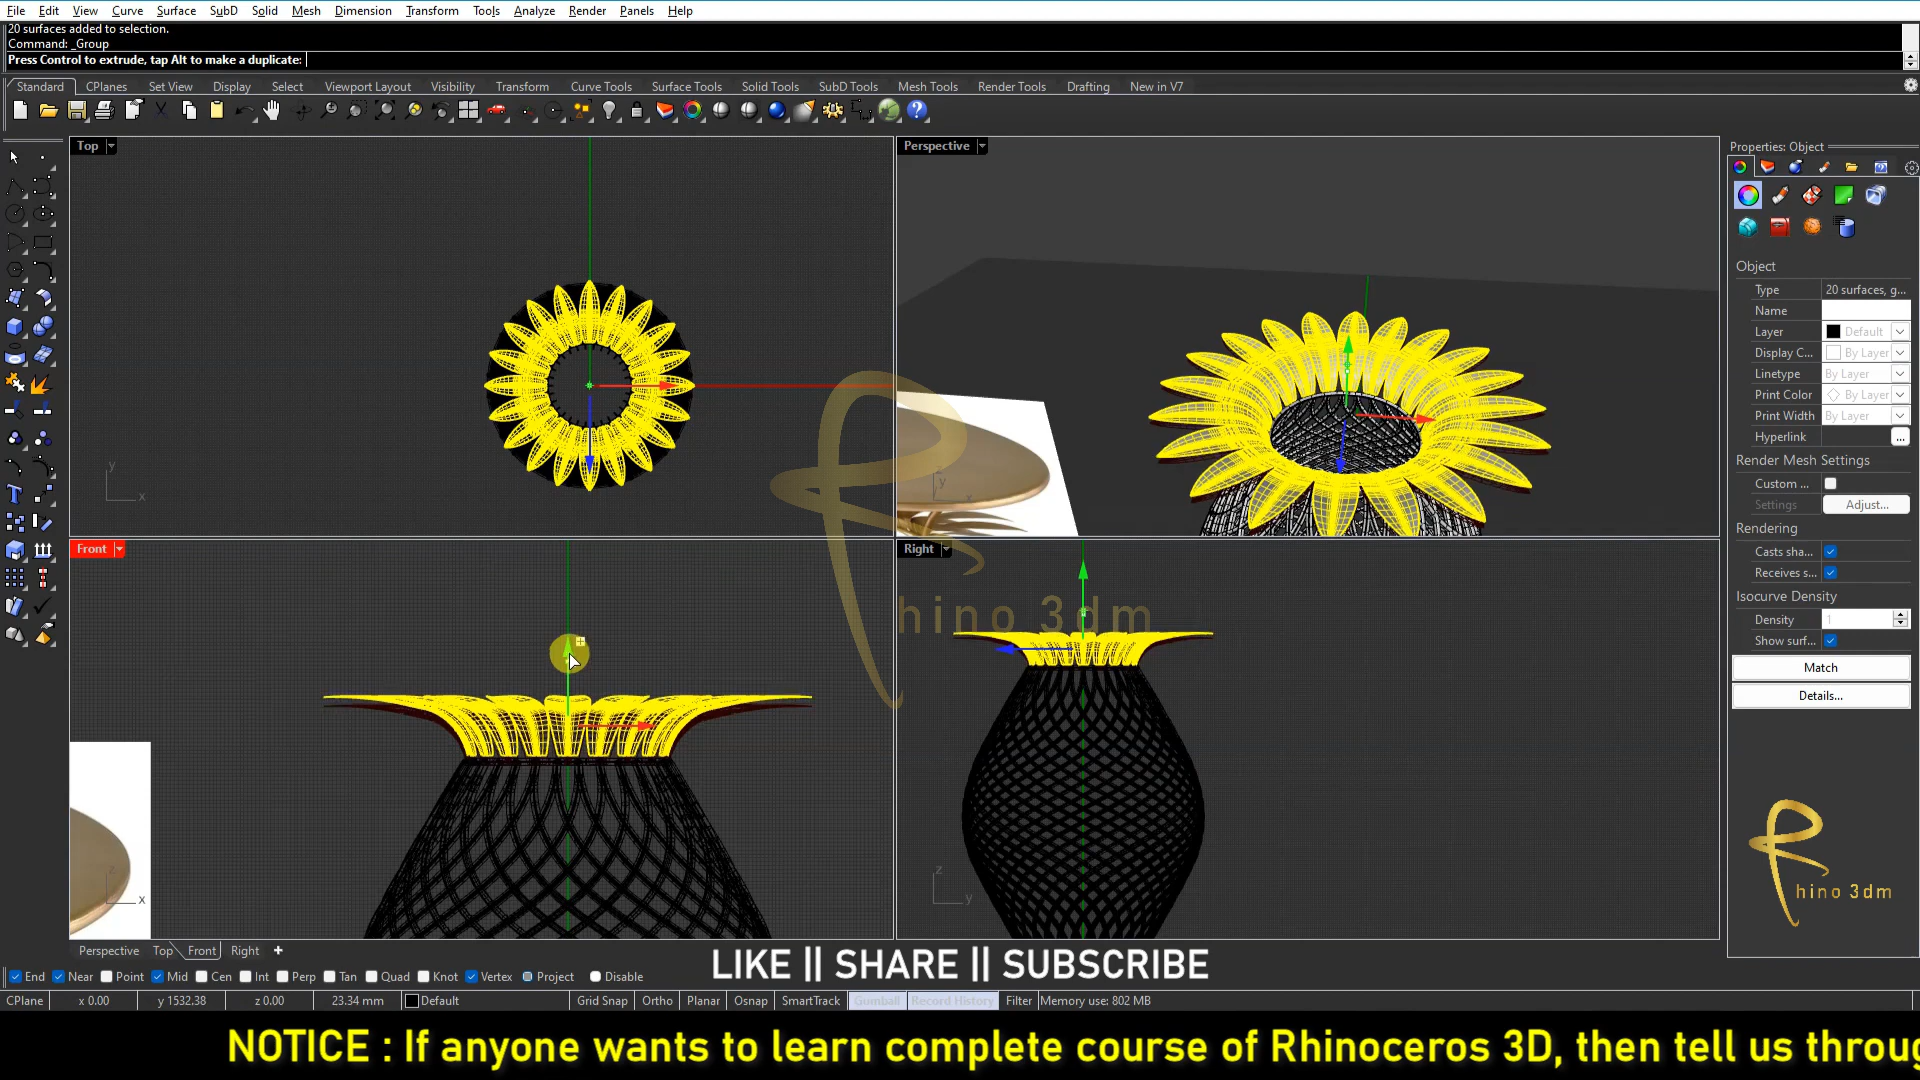 File Edit View Curve Surface SubD Solid Mesh Dimension Transform Tools Analyze Render Panels Help
20 surfaces added to selection.
Command: _Group
Press Control to extrude, tap Alt to make a duplicate:
Standard CPlanes Set View Display Select Viewport Layout Visibility Transform Curve Tools Surface Tools Solid Tools SubD Tools Mesh Tools Render Tools Drafting New in V7
Top
Perspective
Front
Right
y
x
z
x
z
y
Properties: Object
Object
Type 20 surfaces, g...
Name
Layer Default
Display C... By Layer
Linetype By Layer
Print Color By Layer
Print Width By Layer
Hyperlink ...
Render Mesh Settings
Custom ...
Settings Adjust...
Rendering
Casts sha...
Receives s...
Isocurve Density
Density 1
Show surf...
Match
Details...
hino 3dm
hino 3dm
Perspective Top Front Right
LIKE || SHARE || SUBSCRIBE
End Near Point Mid Cen Int Perp Tan Quad Knot Vertex Project Disable
CPlane x 0.00 y 1532.38 z 0.00 23.34 mm Default Grid Snap Ortho Planar Osnap SmartTrack Gumball Record History Filter Memory use: 802 MB
NOTICE : If anyone wants to learn complete course of Rhinoceros 3D, then tell us throug